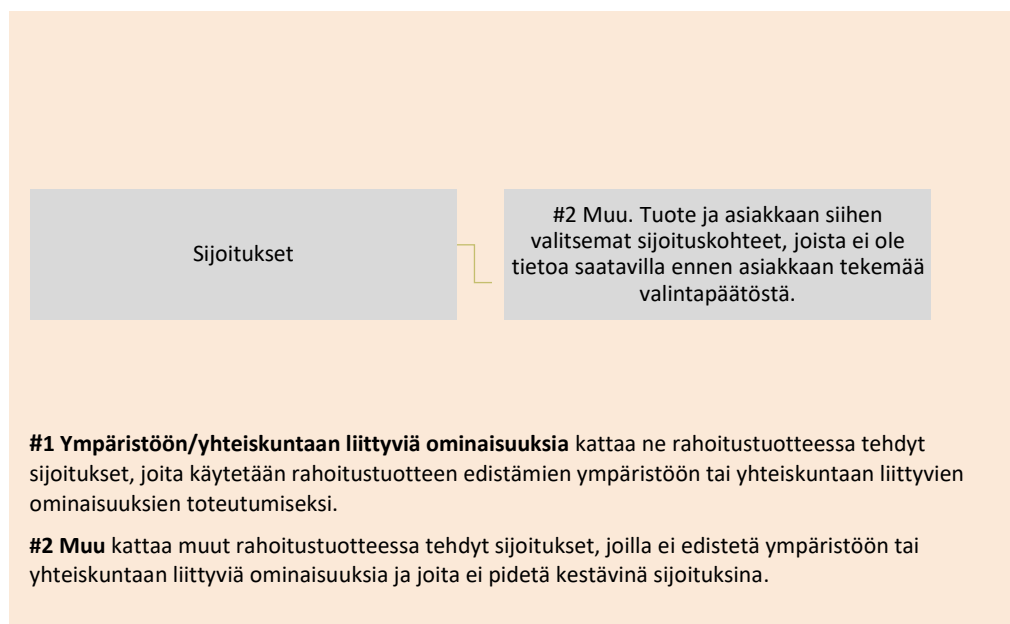 Sijoitukset
#2 Muu. Tuote ja asiakkaan siihen
valitsemat sijoituskohteet, joista ei ole
tietoa saatavilla ennen asiakkaan tekemää
valintapäätöstä.
#1 Ympäristöön/yhteiskuntaan liittyviä ominaisuuksia kattaa ne rahoitustuotteessa tehdyt
sijoitukset, joita käytetään rahoitustuotteen edistämien ympäristöön tai yhteiskuntaan liittyvien
ominaisuuksien toteutumiseksi.
#2 Muu kattaa muut rahoitustuotteessa tehdyt sijoitukset, joilla ei edistetä ympäristöön tai
yhteiskuntaan liittyviä ominaisuuksia ja joita ei pidetä kestävinä sijoituksina.